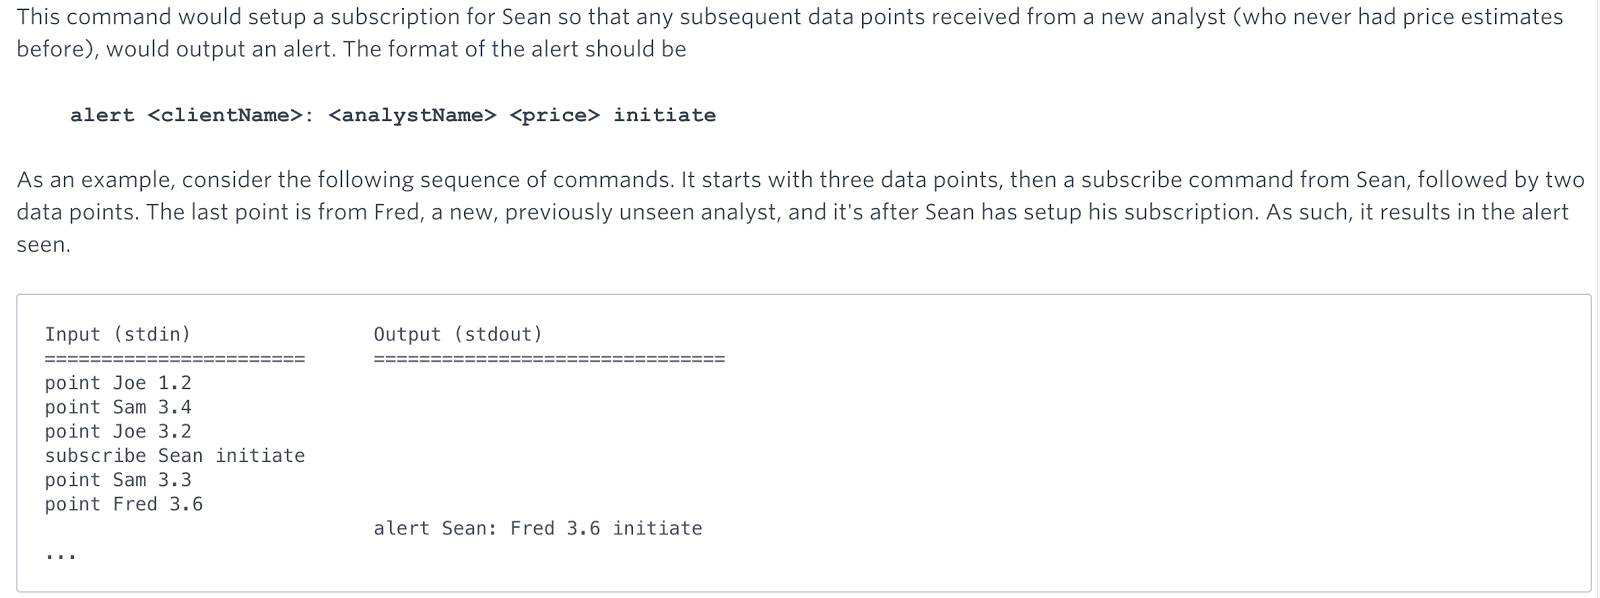 This command would setup a subscription for Sean so that any subsequent data points received from a new analyst (who never had price estimates
before), would output an alert. The format of the alert should be
alert <clientName>: <analystName> <price> initiate
As an example, consider the following sequence of commands. It starts with three data points, then a subscribe command from Sean, followed by two
data points. The last point is from Fred, a new, previously unseen analyst, and it's after Sean has setup his subscription. As such, it results in the alert
seen.
Input (stdin) Output (stdout)
======================= ===============================
point Joe 1.2
point Sam 3.4
point Joe 3.2
subscribe Sean initiate
point Sam 3.3
point Fred 3.6
alert Sean: Fred 3.6 initiate
...